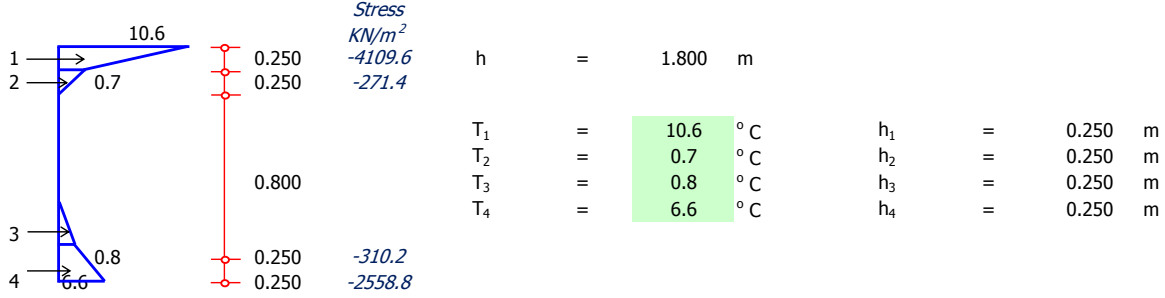 Stress
KN/m²
10.6
1 0.250 -4109.6 h = 1.800 m
2 0.7 0.250 -271.4
T₁ = 10.6 °C h₁ = 0.250 m
T₂ = 0.7 °C h₂ = 0.250 m
0.800 T₃ = 0.8 °C h₃ = 0.250 m
T₄ = 6.6 °C h₄ = 0.250 m
3
0.8 0.250 -310.2
4 6.6 0.250 -2558.8